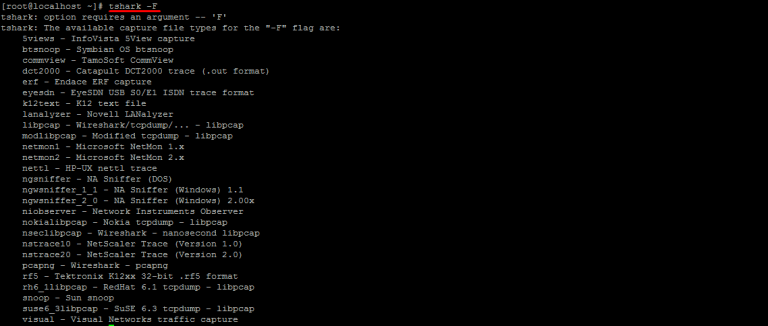 [root@localhost ~]# tshark -F
tshark: option requires an argument -- 'F'
tshark: The available capture file types for the "-F" flag are:
5views - InfoVista 5View capture
btsnoop - Symbian OS btsnoop
commview - TamoSoft CommView
dct2000 - Catapult DCT2000 trace (.out format)
erf - Endace ERF capture
eyesdn - EyeSDN USB S0/E1 ISDN trace format
k12text - K12 text file
lanalyzer - Novell LANalyzer
libpcap - Wireshark/tcpdump/... - libpcap
modlibpcap - Modified tcpdump - libpcap
netmon1 - Microsoft NetMon 1.x
netmon2 - Microsoft NetMon 2.x
nettl - HP-UX nettl trace
ngsniffer - NA Sniffer (DOS)
ngwsniffer_1_1 - NA Sniffer (Windows) 1.1
ngwsniffer_2_0 - NA Sniffer (Windows) 2.00x
niobserver - Network Instruments Observer
nokialibpcap - Nokia tcpdump - libpcap
nseclibpcap - Wireshark - nanosecond libpcap
nstrace10 - NetScaler Trace (Version 1.0)
nstrace20 - NetScaler Trace (Version 2.0)
pcapng - Wireshark - pcapng
rf5 - Tektronix K12xx 32-bit .rf5 format
rh6_1libpcap - RedHat 6.1 tcpdump - libpcap
snoop - Sun snoop
suse6_3libpcap - SuSE 6.3 tcpdump - libpcap
visual - Visual Networks traffic capture